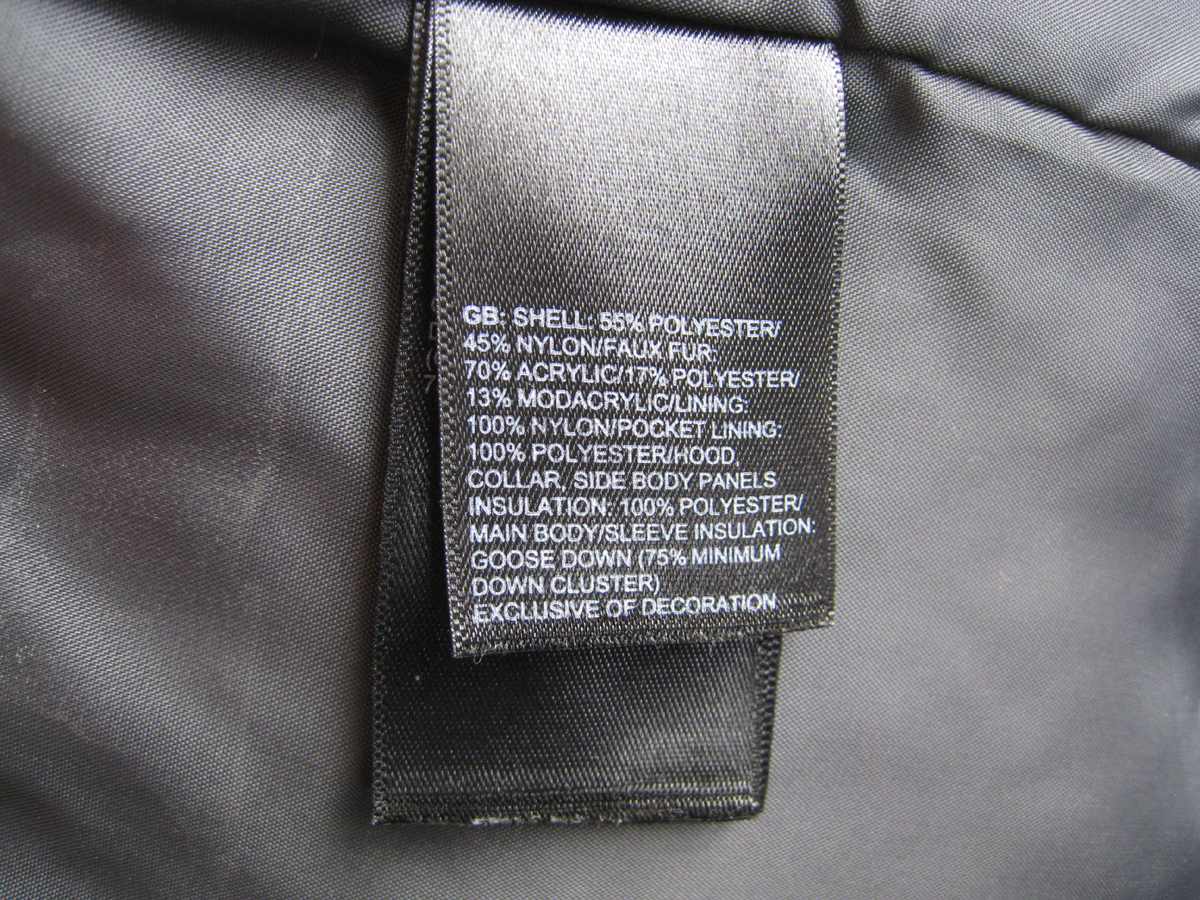 GB: SHELL: 55% POLYESTER/
45% NYLON/FAUX FUR:
70% ACRYLIC/17% POLYESTER/
13% MODACRYLIC/LINING:
100% NYLON/POCKET LINING:
100% POLYESTER/HOOD,
COLLAR, SIDE BODY PANELS
INSULATION: 100% POLYESTER/
MAIN BODY/SLEEVE INSULATION:
GOOSE DOWN (75% MINIMUM
DOWN CLUSTER)
EXCLUSIVE OF DECORATION